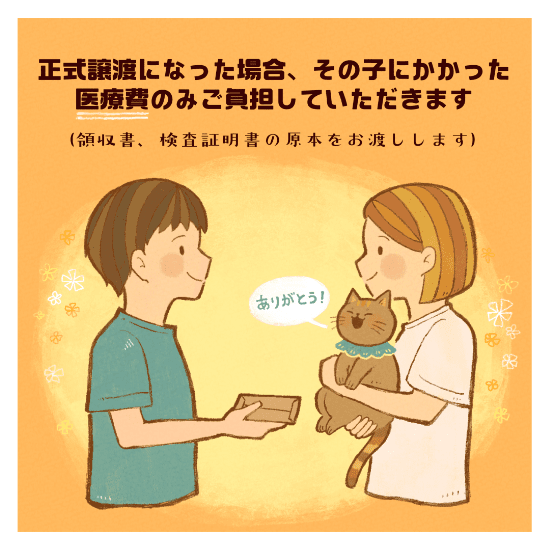 正式譲渡になった場合、その子にかかった
医療費のみご負担していただきます
(領収書、検査証明書の原本をお渡しします)
ありがとう!